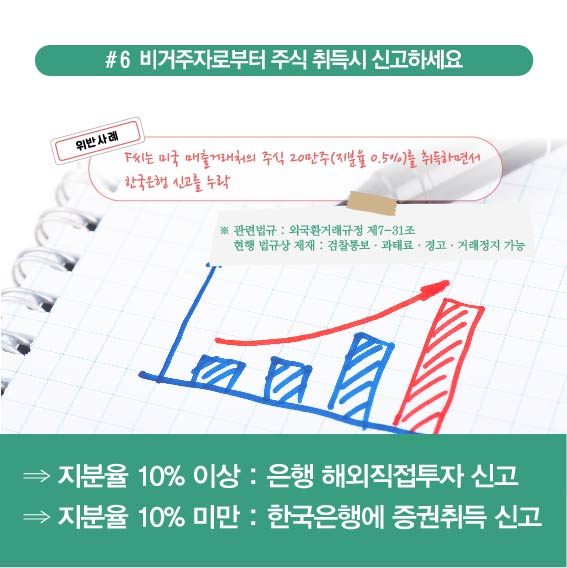 #6 비거주자로부터 주식 취득시 신고하세요
위반사례
F씨는 미국 매출거래처의 주식 20만주(지분율 0.5%)를 취득하면서
한국은행 신고를 누락
※ 관련법규 : 외국환거래규정 제7-31조
현행 법규상 제재 : 검찰통보 · 과태료 · 경고 · 거래정지 가능
⇒ 지분율 10% 이상 : 은행 해외직접투자 신고
⇒ 지분율 10% 미만 : 한국은행에 증권취득 신고